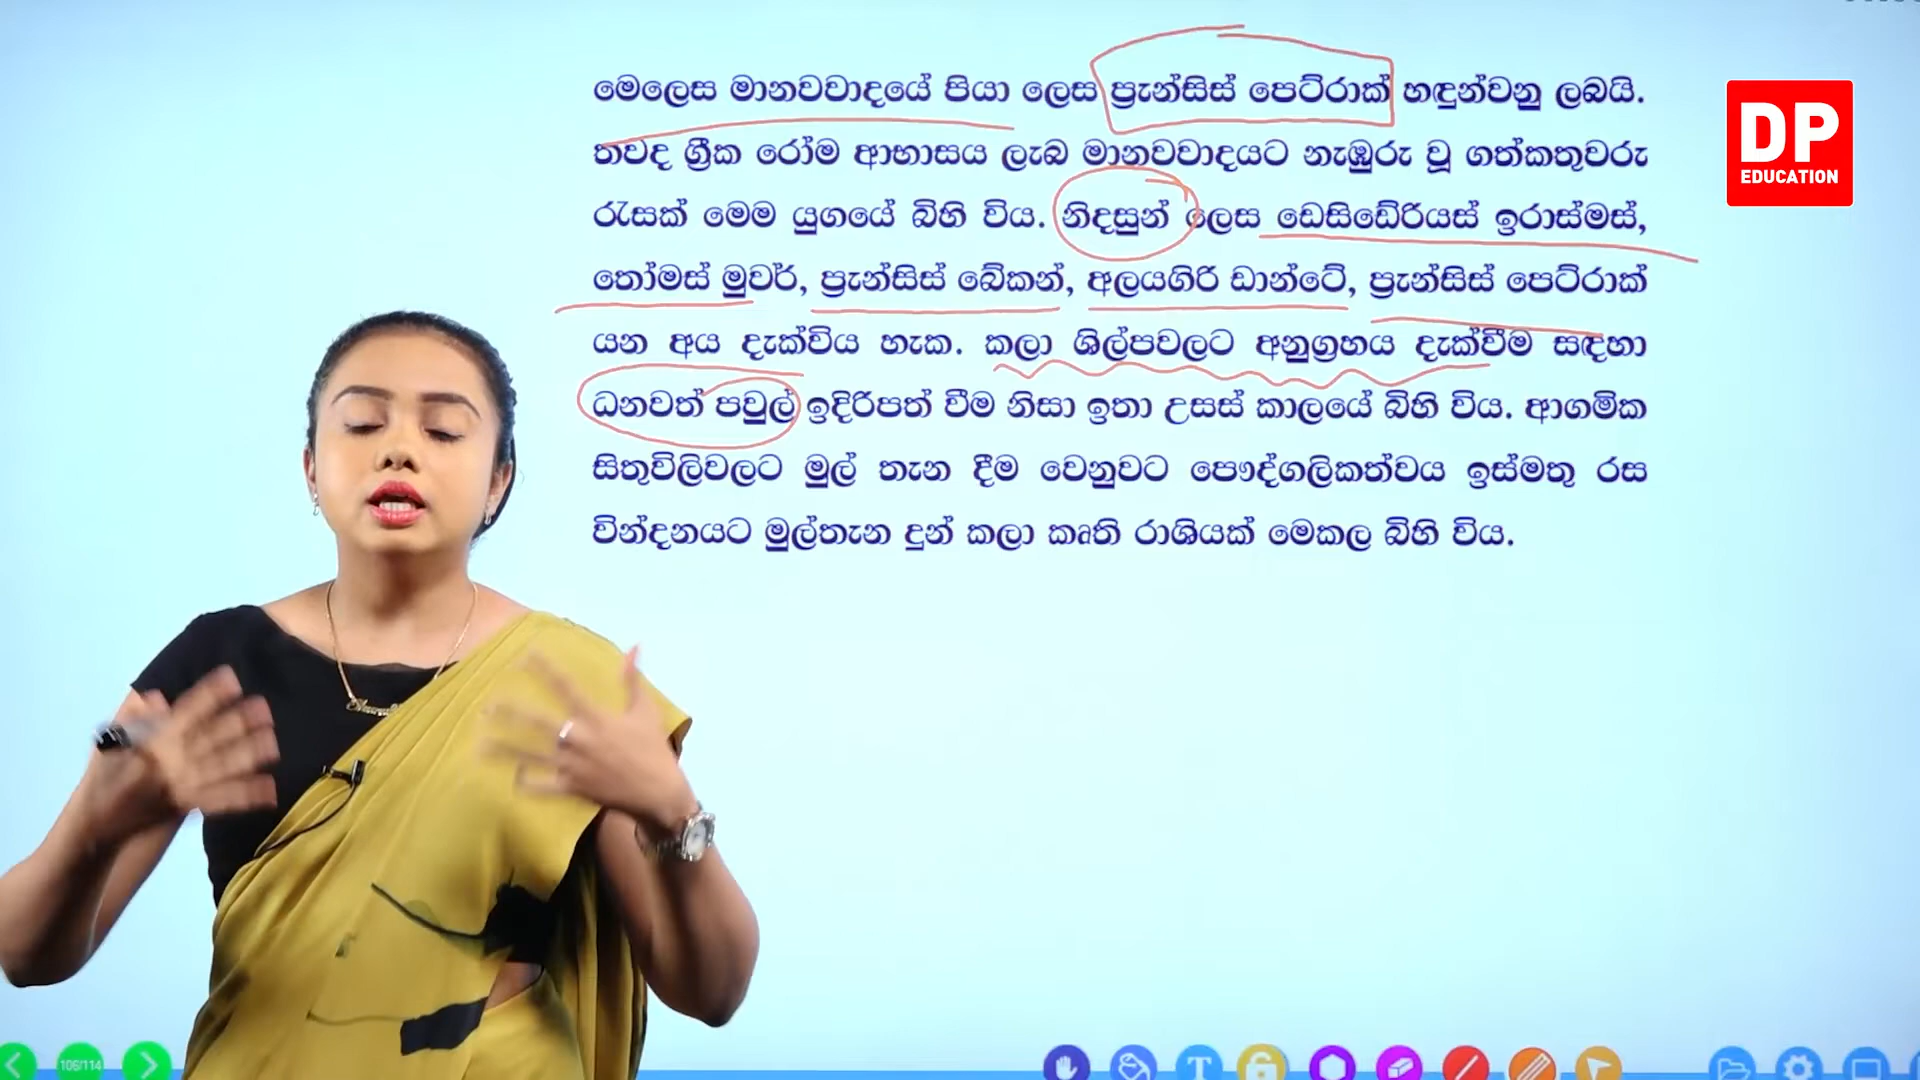 මෙලෙස මානවවාදයේ පියා ලෙස ප්‍රැන්සිස් පෙට්රාක් හඳුන්වනු ලබයි.
තවද ග්‍රීක රෝම ආභාසය ලැබ මානවවාදයට නැඹුරු වූ ගත්කතුවරු
රැසක් මෙම යුගයේ බිහි විය. නිදසුන් ලෙස ඩෙසිඩේරියස් ඉරාස්මස්,
තෝමස් මුවර්, ප්‍රැන්සිස් බේකන්, අලයගිරි ඩාන්ටේ, ප්‍රැන්සිස් පෙට්රාක්
යන අය දැක්විය හැක. කලා ශිල්පවලට අනුග්‍රහය දැක්වීම සඳහා
ධනවත් පවුල් ඉදිරිපත් වීම නිසා ඉතා උසස් කාලයේ බිහි විය. ආගමික
සිතුවිලිවලට මුල් තැන දීම වෙනුවට පෞද්ගලිකත්වය ඉස්මතු රස
වින්දනයට මුල්තැන දුන් කලා කෘති රාශියක් මෙකල බිහි විය.
DP
EDUCATION
106/114